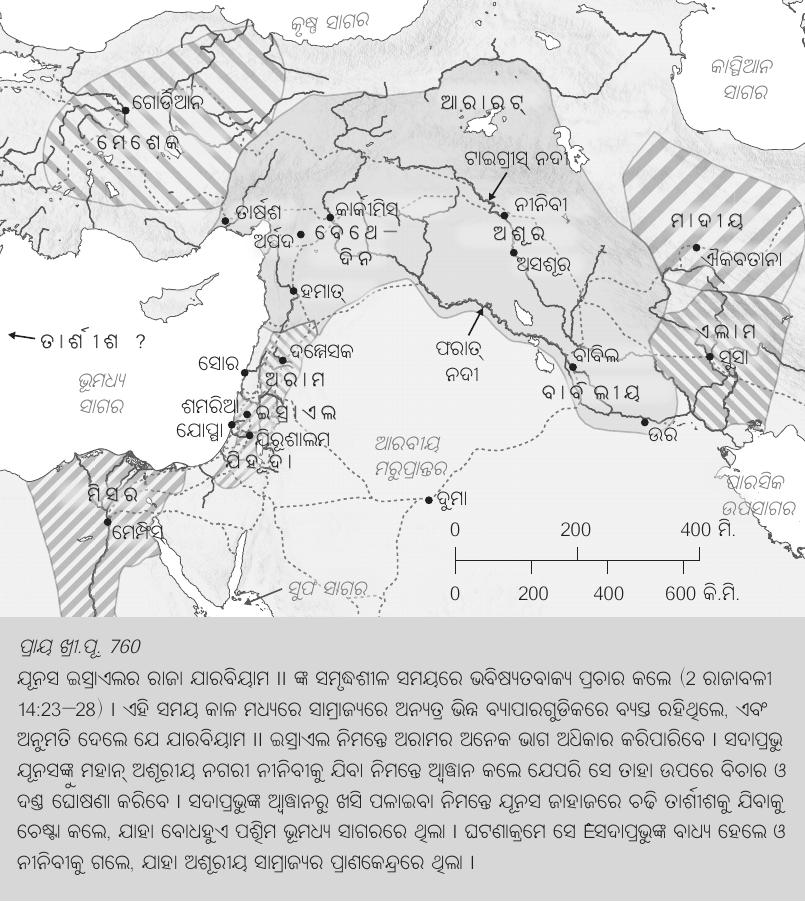 କୃଷ୍ଣ ସାଗର
କାସ୍ପିଆନ
ସାଗର
ଗୋର୍ଡିଆନ
ମେଶେକ
ଆରାରଟ୍
ଟାଇଗ୍ରୀସ୍ ନଦୀ
ତାର୍ଷଶ
କାର୍କୀମିସ୍
ଅର୍ପଦ
ବେଥେ-
ଦିନ
ନୀନିବୀ
ଅଶୂର
ଅସଶୂର
ମାଦୀୟ
ଐକବତାନା
ହମାତ୍
ତାର୍ଶୀଶ ?
ଭୂମଧ୍ୟ
ସାଗର
ସୋର
ଦମ୍ମେସକ
ଅରାମ
ଫରାତ୍
ନଦୀ
ବାବିଲ
ବାବିଲୀୟ
ଏଲାମ
ସୁସା
ଶମରିଆ
ଯୋପ୍ପା
ଇସ୍ରାଏଲ
ଯିରୂଶାଲମ
ଯିହୂଦା
ଉର
ଆରବୀୟ
ମରୁପ୍ରାନ୍ତର
ପାରସିକ
ଉପସାଗର
ମିସର
ମେମ୍ଫିସ
ଦୁମା
ସୁଫ ସାଗର
0 200 400 ମି.
0 200 400 600 କି.ମି.
ପ୍ରାୟ ଖ୍ରୀ.ପୂ. 760
ଯୂନସ ଇସ୍ରାଏଲର ରାଜା ଯାରବିୟାମ II ଙ୍କ ସମୃଦ୍ଧଶୀଳ ସମୟରେ ଭବିଷ୍ୟତବାକ୍ୟ ପ୍ରଚାର କଲେ (2 ରାଜାବଳୀ
14:23–28) । ଏହି ସମୟ କାଳ ମଧ୍ୟରେ ସାମ୍ରାଜ୍ୟରେ ଅନ୍ୟତ୍ର ଭିନ୍ନ ବ୍ୟାପାରଗୁଡିକରେ ବ୍ୟସ୍ତ ରହିଥିଲେ, ଏବଂ
ଅନୁମତି ଦେଲେ ଯେ ଯାରବିୟାମ II ଇସ୍ରାଏଲ ନିମନ୍ତେ ଅରାମର ଅନେକ ଭାଗ ଅଧିକାର କରିପାରିବେ । ସଦାପ୍ରଭୁ
ଯୂନସଙ୍କୁ ମହାନ୍ ଅଶୂରୀୟ ନଗରୀ ନୀନିବୀକୁ ଯିବା ନିମନ୍ତେ ଆହ୍ୱାନ କଲେ ଯେପରି ସେ ତାହା ଉପରେ ବିଚାର ଓ
ଦଣ୍ଡ ଘୋଷଣା କରିବେ । ସଦାପ୍ରଭୁଙ୍କ ଆହ୍ୱାନରୁ ଖସି ପଳାଇବା ନିମନ୍ତେ ଯୂନସ ଜାହାଜରେ ଚଢି ତାର୍ଶୀଶକୁ ଯିବାକୁ
ଚେଷ୍ଟା କଲେ, ଯାହା ବୋଧହୁଏ ପଶ୍ଚିମ ଭୂମଧ୍ୟ ସାଗରରେ ଥିଲା । ଘଟଣାକ୍ରମେ ସେ Êସଦାପ୍ରଭୁଙ୍କ ବାଧ୍ୟ ହେଲେ ଓ
ନୀନିବୀକୁ ଗଲେ, ଯାହା ଅଶୂରୀୟ ସାମ୍ରାଜ୍ୟର ପ୍ରାଣକେନ୍ଦ୍ରରେ ଥିଲା ।